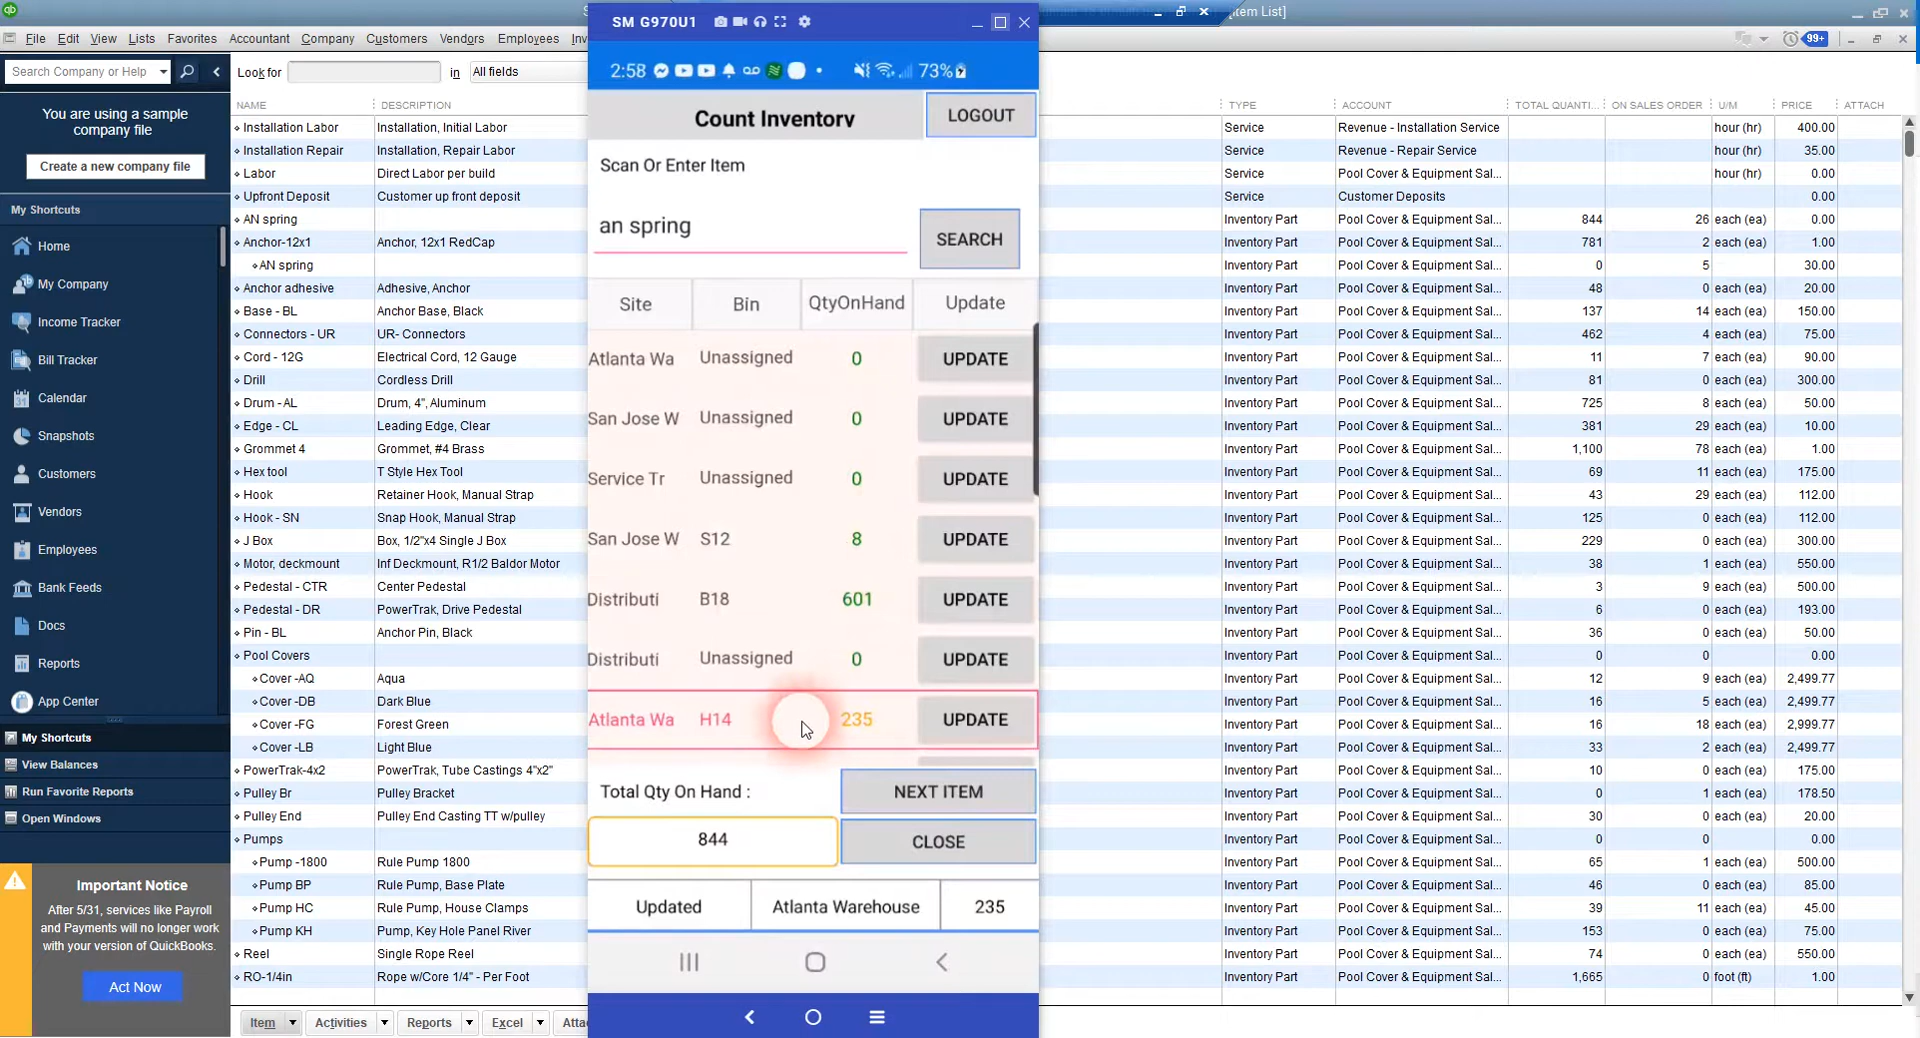 SM G970U1
[Item List]
File Edit View Lists Favorites Accountant Company Customers Vendors Employees
99+
Search Company or Help
Look for
in
All fields
You are using a sample
company file
Create a new company file
My Shortcuts
Home
My Company
Income Tracker
Bill Tracker
Calendar
Snapshots
Customers
Vendors
Employees
Bank Feeds
Docs
Reports
App Center
My Shortcuts
View Balances
Run Favorite Reports
Open Windows
Important Notice
After 5/31, services like Payroll
and Payments will no longer work
with your version of QuickBooks.
Act Now
NAME DESCRIPTION TYPE ACCOUNT TOTAL QUANTI... ON SALES ORDER U/M PRICE ATTACH
Installation Labor Installation, Initial Labor Service Revenue - Installation Service hour (hr) 400.00
Installation Repair Installation, Repair Labor Service Revenue - Repair Service hour (hr) 35.00
Labor Direct Labor per build Service Pool Cover & Equipment Sal... hour (hr) 0.00
Upfront Deposit Customer up front deposit Service Customer Deposits 0.00
AN spring Inventory Part Pool Cover & Equipment Sal... 844 26 each (ea) 0.00
Anchor-12x1 Anchor, 12x1 RedCap Inventory Part Pool Cover & Equipment Sal... 781 2 each (ea) 1.00
AN spring Inventory Part Pool Cover & Equipment Sal... 0 5 30.00
Anchor adhesive Adhesive, Anchor Inventory Part Pool Cover & Equipment Sal... 48 0 each (ea) 20.00
Base - BL Anchor Base, Black Inventory Part Pool Cover & Equipment Sal... 137 14 each (ea) 150.00
Connectors - UR UR- Connectors Inventory Part Pool Cover & Equipment Sal... 462 4 each (ea) 75.00
Cord - 12G Electrical Cord, 12 Gauge Inventory Part Pool Cover & Equipment Sal... 11 7 each (ea) 90.00
Drill Cordless Drill Inventory Part Pool Cover & Equipment Sal... 81 0 each (ea) 300.00
Drum - AL Drum, 4", Aluminum Inventory Part Pool Cover & Equipment Sal... 725 8 each (ea) 50.00
Edge - CL Leading Edge, Clear Inventory Part Pool Cover & Equipment Sal... 381 29 each (ea) 10.00
Grommet 4 Grommet, #4 Brass Inventory Part Pool Cover & Equipment Sal... 1,100 78 each (ea) 1.00
Hex tool T Style Hex Tool Inventory Part Pool Cover & Equipment Sal... 69 11 each (ea) 175.00
Hook Retainer Hook, Manual Strap Inventory Part Pool Cover & Equipment Sal... 43 29 each (ea) 112.00
Hook - SN Snap Hook, Manual Strap Inventory Part Pool Cover & Equipment Sal... 125 0 each (ea) 112.00
J Box Box, 1/2"x4 Single J Box Inventory Part Pool Cover & Equipment Sal... 229 0 each (ea) 300.00
Motor, deckmount Inf Deckmount, R1/2 Baldor Motor Inventory Part Pool Cover & Equipment Sal... 38 1 each (ea) 550.00
Pedestal - CTR Center Pedestal Inventory Part Pool Cover & Equipment Sal... 3 9 each (ea) 500.00
Pedestal - DR PowerTrak, Drive Pedestal Inventory Part Pool Cover & Equipment Sal... 6 0 each (ea) 193.00
Pin - BL Anchor Pin, Black Inventory Part Pool Cover & Equipment Sal... 36 0 each (ea) 50.00
Pool Covers Inventory Part Pool Cover & Equipment Sal... 0 0 each (ea) 0.00
Cover -AQ Aqua Inventory Part Pool Cover & Equipment Sal... 12 9 each (ea) 2,499.77
Cover -DB Dark Blue Inventory Part Pool Cover & Equipment Sal... 16 5 each (ea) 2,499.77
Cover -FG Forest Green Inventory Part Pool Cover & Equipment Sal... 16 18 each (ea) 2,999.77
Cover -LB Light Blue Inventory Part Pool Cover & Equipment Sal... 33 2 each (ea) 2,499.77
PowerTrak-4x2 PowerTrak, Tube Castings 4"x2" Inventory Part Pool Cover & Equipment Sal... 10 0 each (ea) 175.00
Pulley Br Pulley Bracket Inventory Part Pool Cover & Equipment Sal... 0 1 each (ea) 178.50
Pulley End Pulley End Casting TT w/pulley Inventory Part Pool Cover & Equipment Sal... 30 0 each (ea) 20.00
Pumps Inventory Part Pool Cover & Equipment Sal... 0 0 each (ea) 0.00
Pump -1800 Rule Pump 1800 Inventory Part Pool Cover & Equipment Sal... 65 1 each (ea) 500.00
Pump BP Rule Pump, Base Plate Inventory Part Pool Cover & Equipment Sal... 46 0 each (ea) 85.00
Pump HC Rule Pump, House Clamps Inventory Part Pool Cover & Equipment Sal... 39 11 each (ea) 45.00
Pump KH Pump, Key Hole Panel River Inventory Part Pool Cover & Equipment Sal... 153 0 each (ea) 75.00
Reel Single Rope Reel Inventory Part Pool Cover & Equipment Sal... 74 0 each (ea) 550.00
RO-1/4in Rope w/Core 1/4" - Per Foot Inventory Part Pool Cover & Equipment Sal... 1,665 0 foot (ft) 1.00
Item Activities Reports Excel
2:58 73%
Count Inventory LOGOUT
Scan Or Enter Item
an spring SEARCH
Site Bin QtyOnHand Update
Atlanta Wa Unassigned 0 UPDATE
San Jose W Unassigned 0 UPDATE
Service Tr Unassigned 0 UPDATE
San Jose W S12 8 UPDATE
Distributi B18 601 UPDATE
Distributi Unassigned 0 UPDATE
Atlanta Wa H14 235 UPDATE
Total Qty On Hand : NEXT ITEM
844 CLOSE
Updated Atlanta Warehouse 235